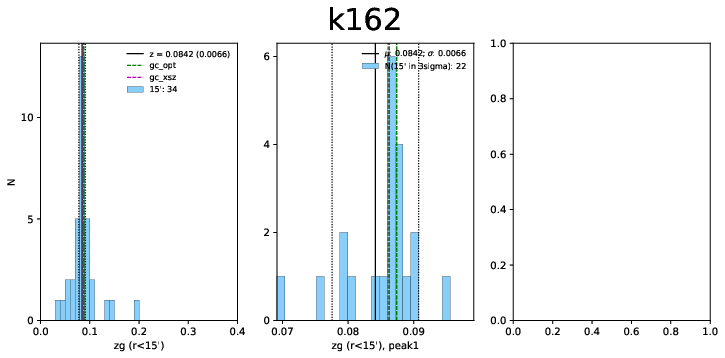 k162
z = 0.0842 (0.0066)
gc_opt
gc_xsz
15': 34
N
10
5
0
0.0 0.1 0.2 0.3 0.4
zg (r<15')
μ: 0.0842; σ: 0.0066
N(15' in 3sigma): 22
6
4
2
0
0.07 0.08 0.09
zg (r<15'), peak1
1.0
0.8
0.6
0.4
0.2
0.0
0.0 0.2 0.4 0.6 0.8 1.0